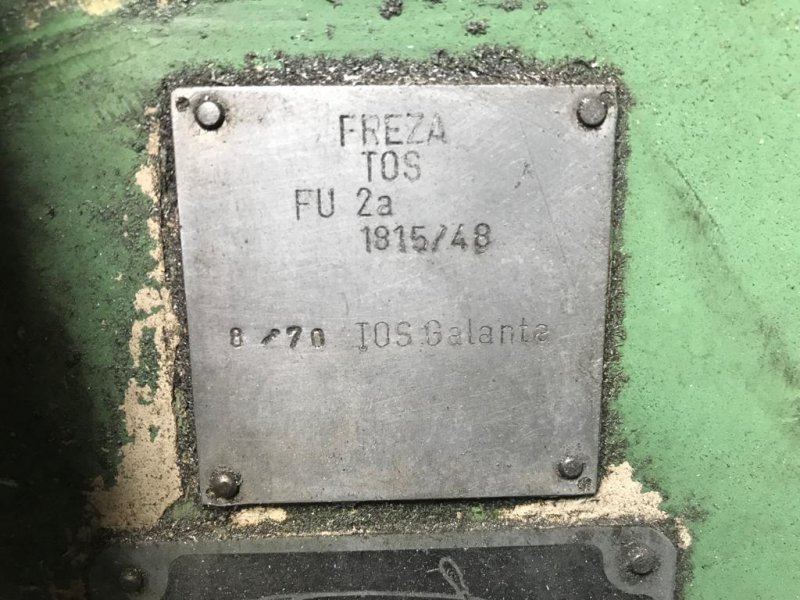 FREZA
TOS
FU 2a
1815/48
8/70 TOS Galanta